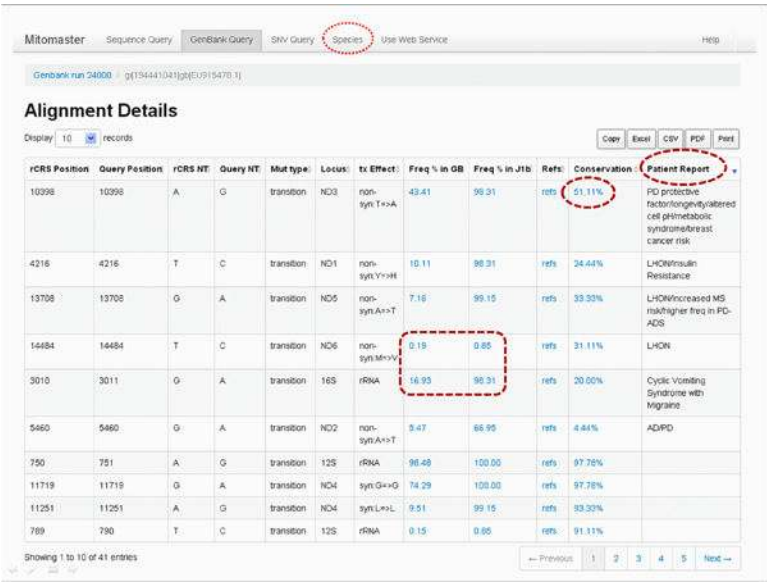 Mitomaster Sequence Query GenBank Query SNV Query Species Use Web Service Help
Genbank run 24000 / gi|194441041|gb|EU915478.1|
Alignment Details
Display 10 records Copy Excel CSV PDF Print
rCRS Position Query Position rCRS NT Query NT Mut type Locus tx Effect Freq % in GB Freq % in J1b Refs Conservation Patient Report
10398 10398 A G transition ND3 non- 43.41 98.31 refs 51.11% PD protective
syn:T=>A factor/longevity/altered
cell pH/metabolic
syndrome/breast
cancer risk
4216 4216 T C transition ND1 non- 10.11 98.31 refs 24.44% LHON/Insulin
syn:Y=>H Resistance
13708 13708 G A transition ND5 non- 7.16 99.15 refs 33.33% LHON/Increased MS
syn:A=>T risk/higher freq in PD-
ADS
14484 14484 T C transition ND6 non- 0.19 0.85 refs 31.11% LHON
syn:M=>V
3010 3011 G A transition 16S rRNA 16.93 98.31 refs 20.00% Cyclic Vomiting
Syndrome with
Migraine
5460 5460 G A transition ND2 non- 5.47 66.95 refs 4.44% AD/PD
syn:A=>T
750 751 A G transition 12S rRNA 98.48 100.00 refs 97.78%
11719 11719 G A transition ND4 syn:G=>G 74.29 100.00 refs 97.78%
11251 11251 A G transition ND4 syn:L=>L 9.51 99.15 refs 93.33%
789 790 T C transition 12S rRNA 0.15 0.85 refs 91.11%
Showing 1 to 10 of 41 entries ← Previous 1 2 3 4 5 Next →